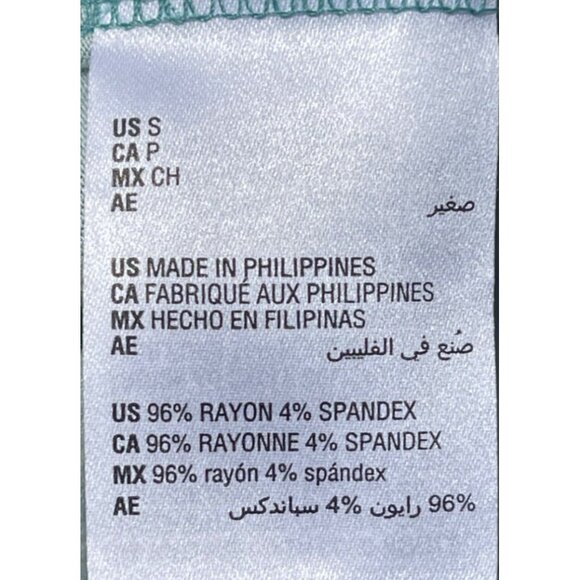 US S
CA P
MX CH
AE صغير
US MADE IN PHILIPPINES
CA FABRIQUÉ AUX PHILIPPINES
MX HECHO EN FILIPINAS
AE صُنع في الفليبين
US 96% RAYON 4% SPANDEX
CA 96% RAYONNE 4% SPANDEX
MX 96% rayón 4% spándex
AE 96% رايون 4% سباندكس